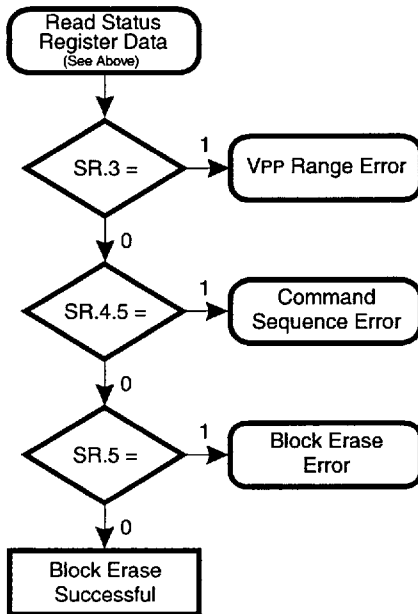 Read Status
Register Data
(See Above)
SR.3 =
1
VPP Range Error
0
SR.4.5 =
1
Command
Sequence Error
0
SR.5 =
1
Block Erase
Error
0
Block Erase
Successful